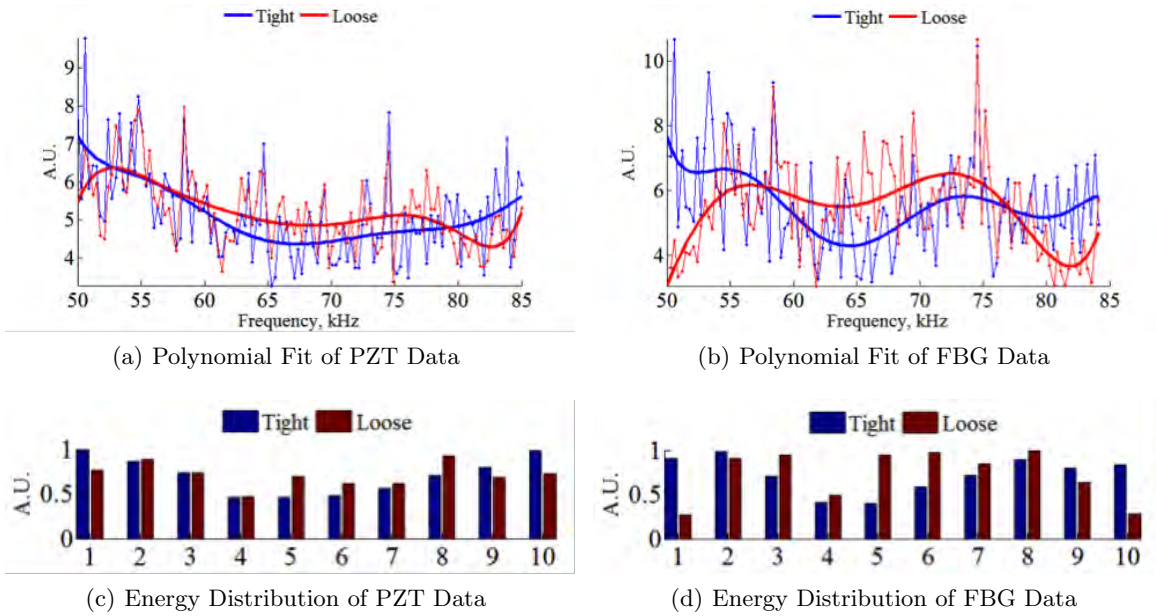 Tight Loose
A.U.
9
8
7
6
5
4
50 55 60 65 70 75 80 85
Frequency, kHz
(a) Polynomial Fit of PZT Data
Tight Loose
A.U.
10
8
6
4
50 55 60 65 70 75 80 85
Frequency, kHz
(b) Polynomial Fit of FBG Data
Tight Loose
A.U.
1
0.5
0
1 2 3 4 5 6 7 8 9 10
(c) Energy Distribution of PZT Data
Tight Loose
A.U.
1
0.5
0
1 2 3 4 5 6 7 8 9 10
(d) Energy Distribution of FBG Data